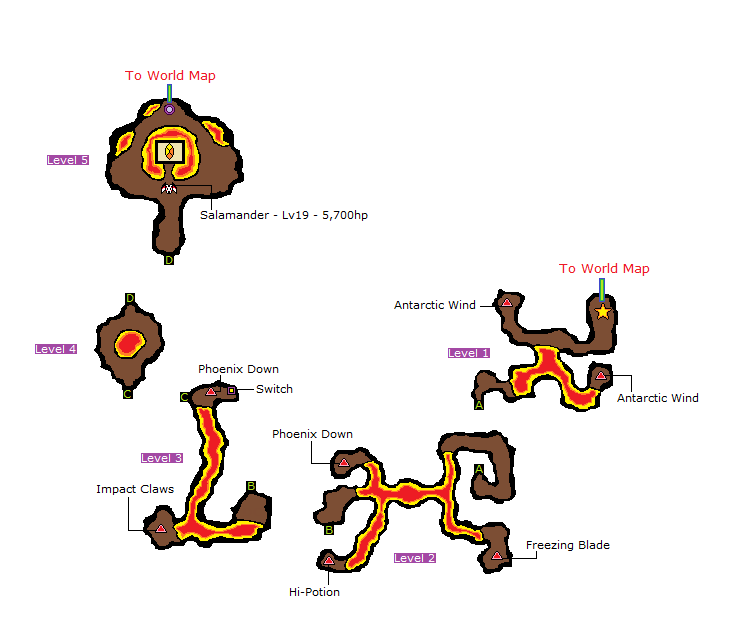 To World Map
Level 5
Salamander - Lv19 - 5,700hp
D
To World Map
D
Antarctic Wind
Level 4
Level 1
Phoenix Down
C
C
Switch
Antarctic Wind
A
Phoenix Down
Level 3
A
Impact Claws
B
B
Freezing Blade
Level 2
Hi-Potion